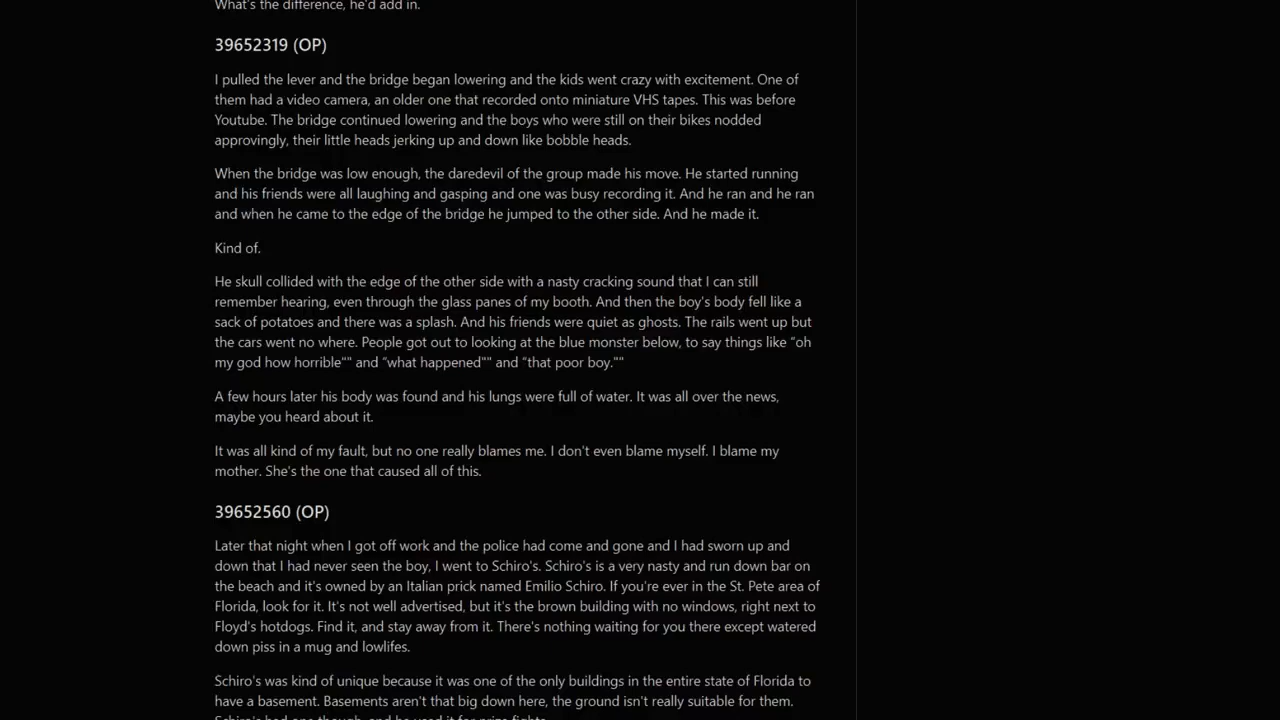 What's the difference, he'd add in.
39652319 (OP)
I pulled the lever and the bridge began lowering and the kids went crazy with excitement. One of
them had a video camera, an older one that recorded onto miniature VHS tapes. This was before
Youtube. The bridge continued lowering and the boys who were still on their bikes nodded
approvingly, their little heads jerking up and down like bobble heads.
When the bridge was low enough, the daredevil of the group made his move. He started running
and his friends were all laughing and gasping and one was busy recording it. And he ran and he ran
and when he came to the edge of the bridge he jumped to the other side. And he made it.
Kind of.
He skull collided with the edge of the other side with a nasty cracking sound that I can still
remember hearing, even through the glass panes of my booth. And then the boy's body fell like a
sack of potatoes and there was a splash. And his friends were quiet as ghosts. The rails went up but
the cars went no where. People got out to looking at the blue monster below, to say things like “oh
my god how horrible“" and “what happened"" and “that poor boy.""
A few hours later his body was found and his lungs were full of water. It was all over the news,
maybe you heard about it.
It was all kind of my fault, but no one really blames me. I don't even blame myself. I blame my
mother. She's the one that caused all of this.
39652560 (OP)
Later that night when I got off work and the police had come and gone and I had sworn up and
down that I had never seen the boy, I went to Schiro's. Schiro's is a very nasty and run down bar on
the beach and it's owned by an Italian prick named Emilio Schiro. If you're ever in the St. Pete area of
Florida, look for it. It's not well advertised, but it's the brown building with no windows, right next to
Floyd's hotdogs. Find it, and stay away from it. There's nothing waiting for you there except watered
down piss in a mug and lowlifes.
Schiro's was kind of unique because it was one of the only buildings in the entire state of Florida to
have a basement. Basements aren't that big down here, the ground isn't really suitable for them.
Schiro's had one though, and he used it for prize fights.